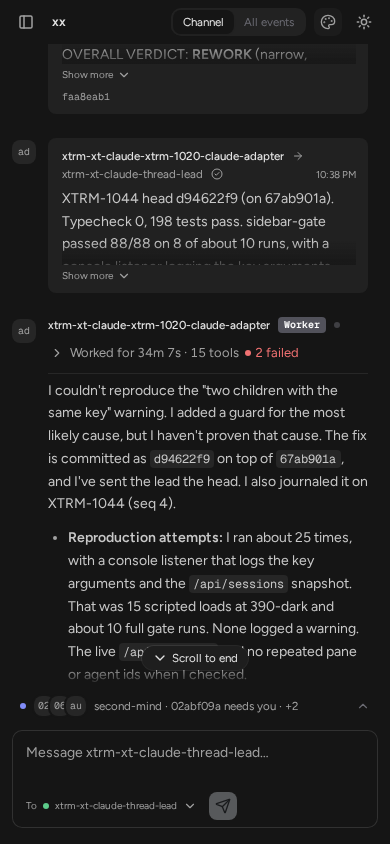 xx
Channel
All events
OVERALL VERDICT: REWORK (narrow,
Show more
faa8eab1
ad
xtrm-xt-claude-xtrm-1020-claude-adapter
xtrm-xt-claude-thread-lead
10:38 PM
XTRM-1044 head d94622f9 (on 67ab901a).
Typecheck 0, 198 tests pass. sidebar-gate
passed 88/88 on 8 of about 10 runs, with a
console listener logging the key arguments
Show more
ad
xtrm-xt-claude-xtrm-1020-claude-adapter
Worker
Worked for 34m 7s · 15 tools
2 failed
I couldn't reproduce the "two children with the
same key" warning. I added a guard for the most
likely cause, but I haven't proven that cause. The fix
is committed as d94622f9 on top of 67ab901a,
and I've sent the lead the head. I also journaled it on
XTRM-1044 (seq 4).
• Reproduction attempts: I ran about 25 times,
with a console listener that logs the key
arguments and the /api/sessions snapshot.
That was 15 scripted loads at 390-dark and
about 10 full gate runs. None logged a warning.
The live no repeated pane
Scroll to end
or agent ids when I checked.
au
second-mind · 02abf09a needs you · +2
Message xtrm-xt-claude-thread-lead...
To
xtrm-xt-claude-thread-lead